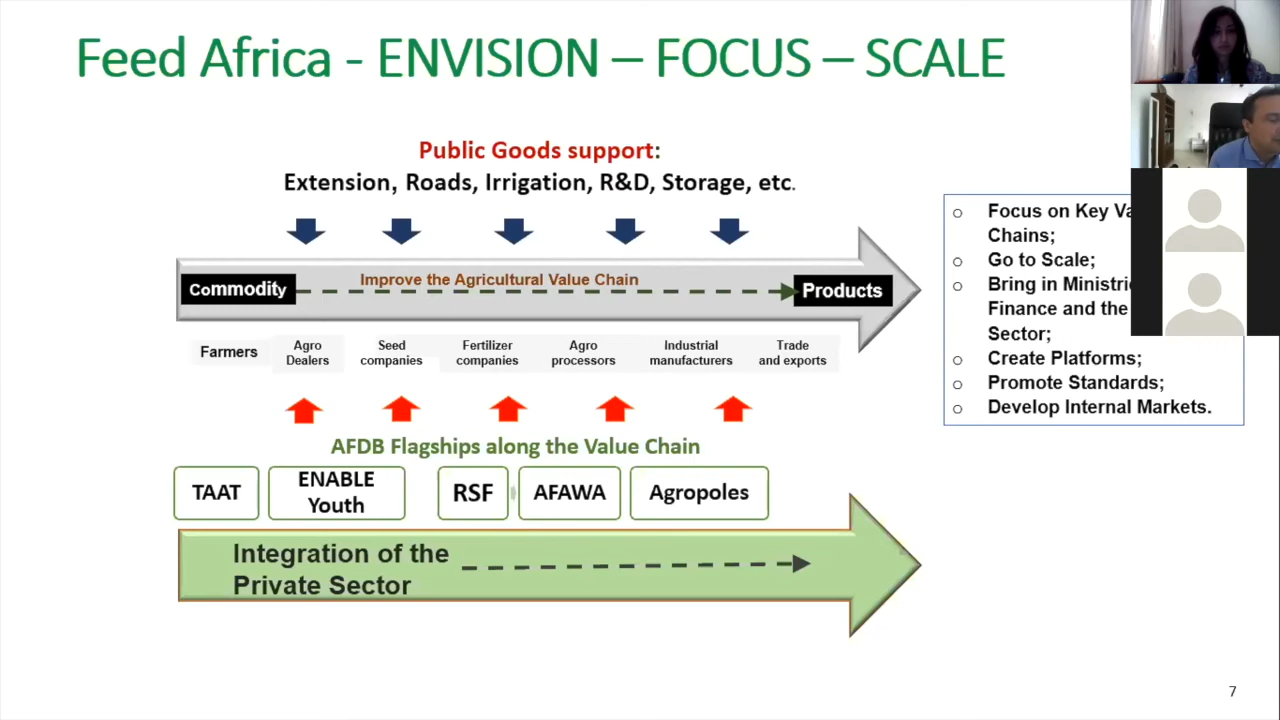 Feed Africa - ENVISION – FOCUS – SCALE
Public Goods support:
Extension, Roads, Irrigation, R&D, Storage, etc.
Commodity
Improve the Agricultural Value Chain
Products
Farmers
Agro
Dealers
Seed
companies
Fertilizer
companies
Agro
processors
Industrial
manufacturers
Trade
and exports
AFDB Flagships along the Value Chain
TAAT
ENABLE
Youth
RSF
AFAWA
Agropoles
Integration of the
Private Sector
o Focus on Key
Chains;
o Go to Scale;
o Bring in
Finance and the
Sector;
o Create Platforms;
o Promote Standards;
o Develop Internal Markets.
7